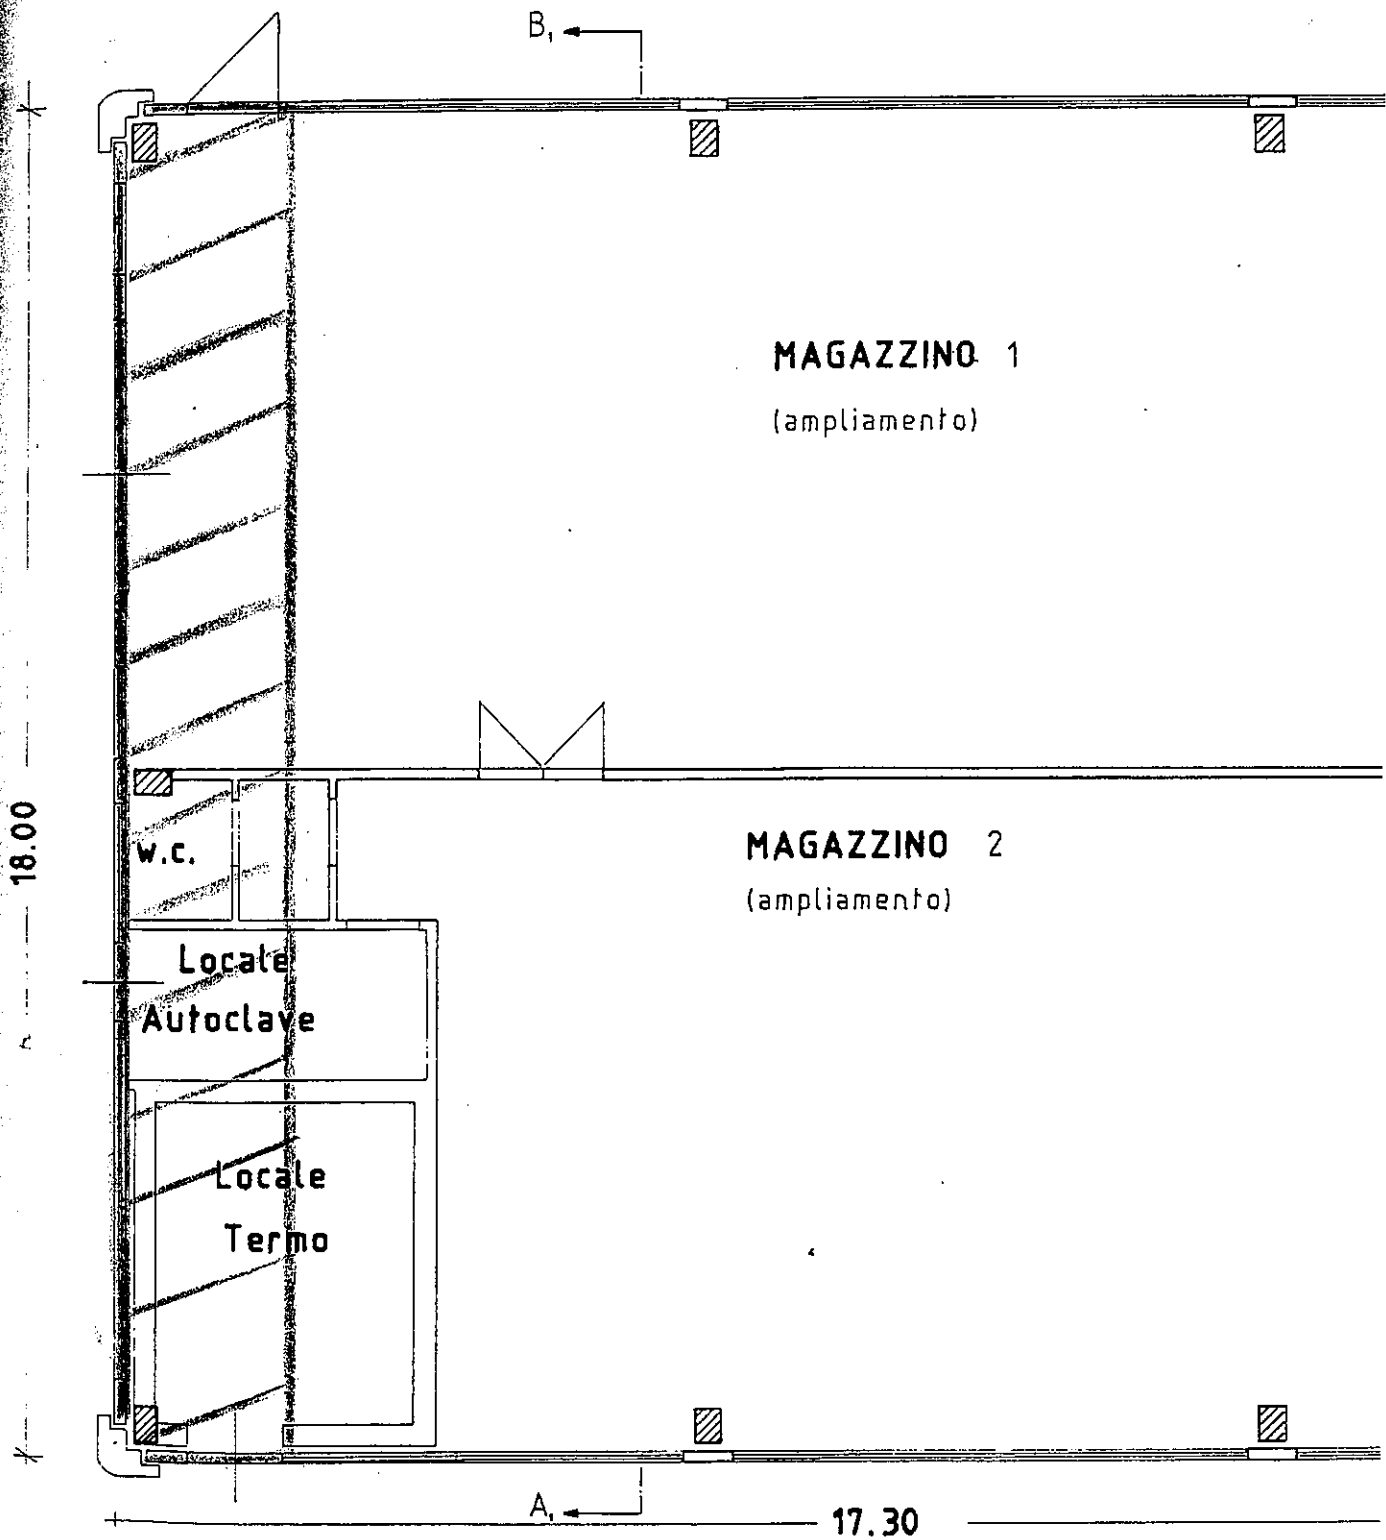 B₁
MAGAZZINO 1
(ampliamento)
18.00
W.C.
MAGAZZINO 2
(ampliamento)
Locale
Autoclave
Locale
Termo
A₁
17.30